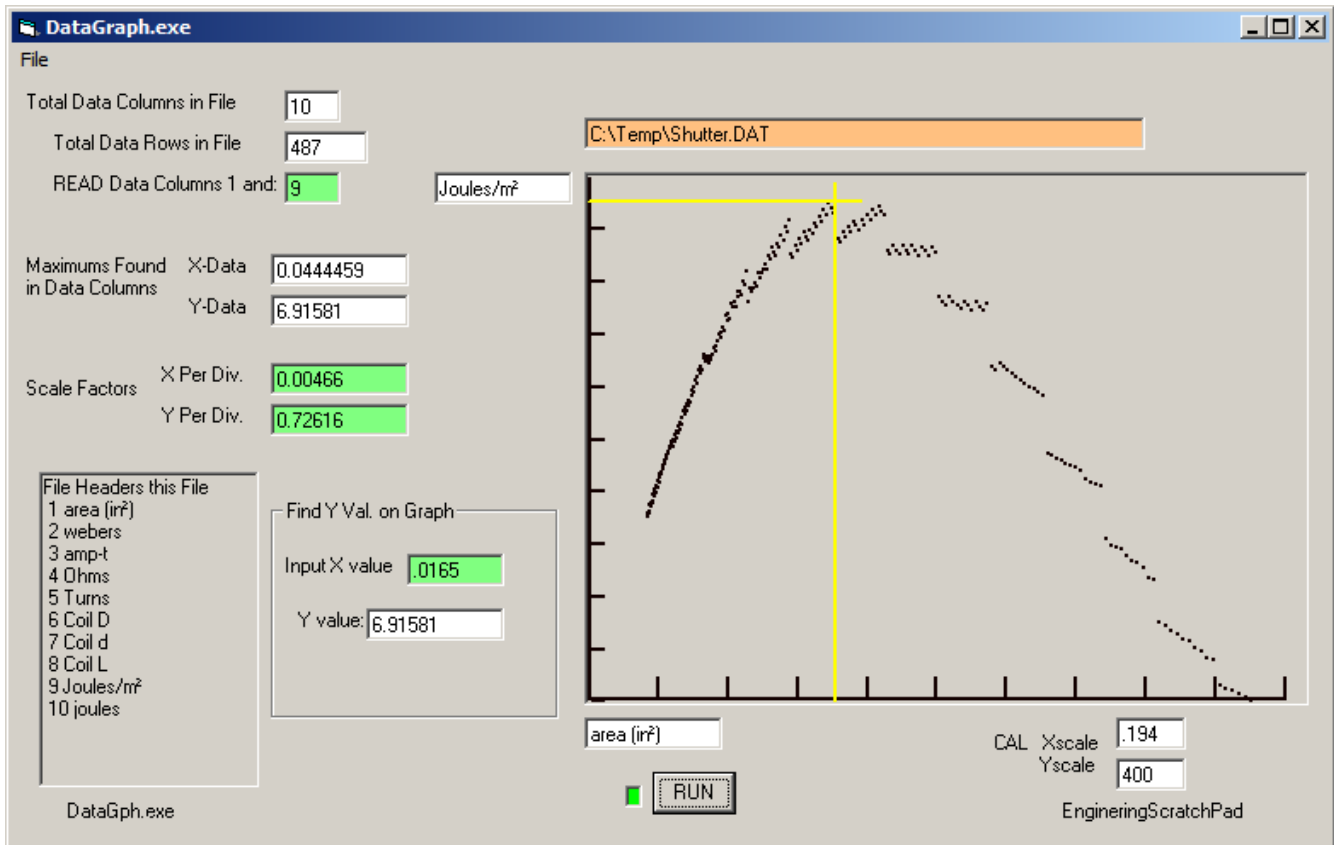 DataGraph.exe
File
Total Data Columns in File 10
Total Data Rows in File 487
C:\Temp\Shutter.DAT
READ Data Columns 1 and: 9
Joules/m²
Maximums Found in Data Columns
X-Data 0.0444459
Y-Data 6.91581
Scale Factors
X Per Div. 0.00466
Y Per Div. 0.72616
File Headers this File
1 area (in²)
2 webers
3 amp-t
4 Ohms
5 Turns
6 Coil D
7 Coil d
8 Coil L
9 Joules/m²
10 joules
Find Y Val. on Graph
Input X value .0165
Y value: 6.91581
area (in²)
CAL Xscale .194
Yscale 400
RUN
DataGph.exe
EngineringScratchPad